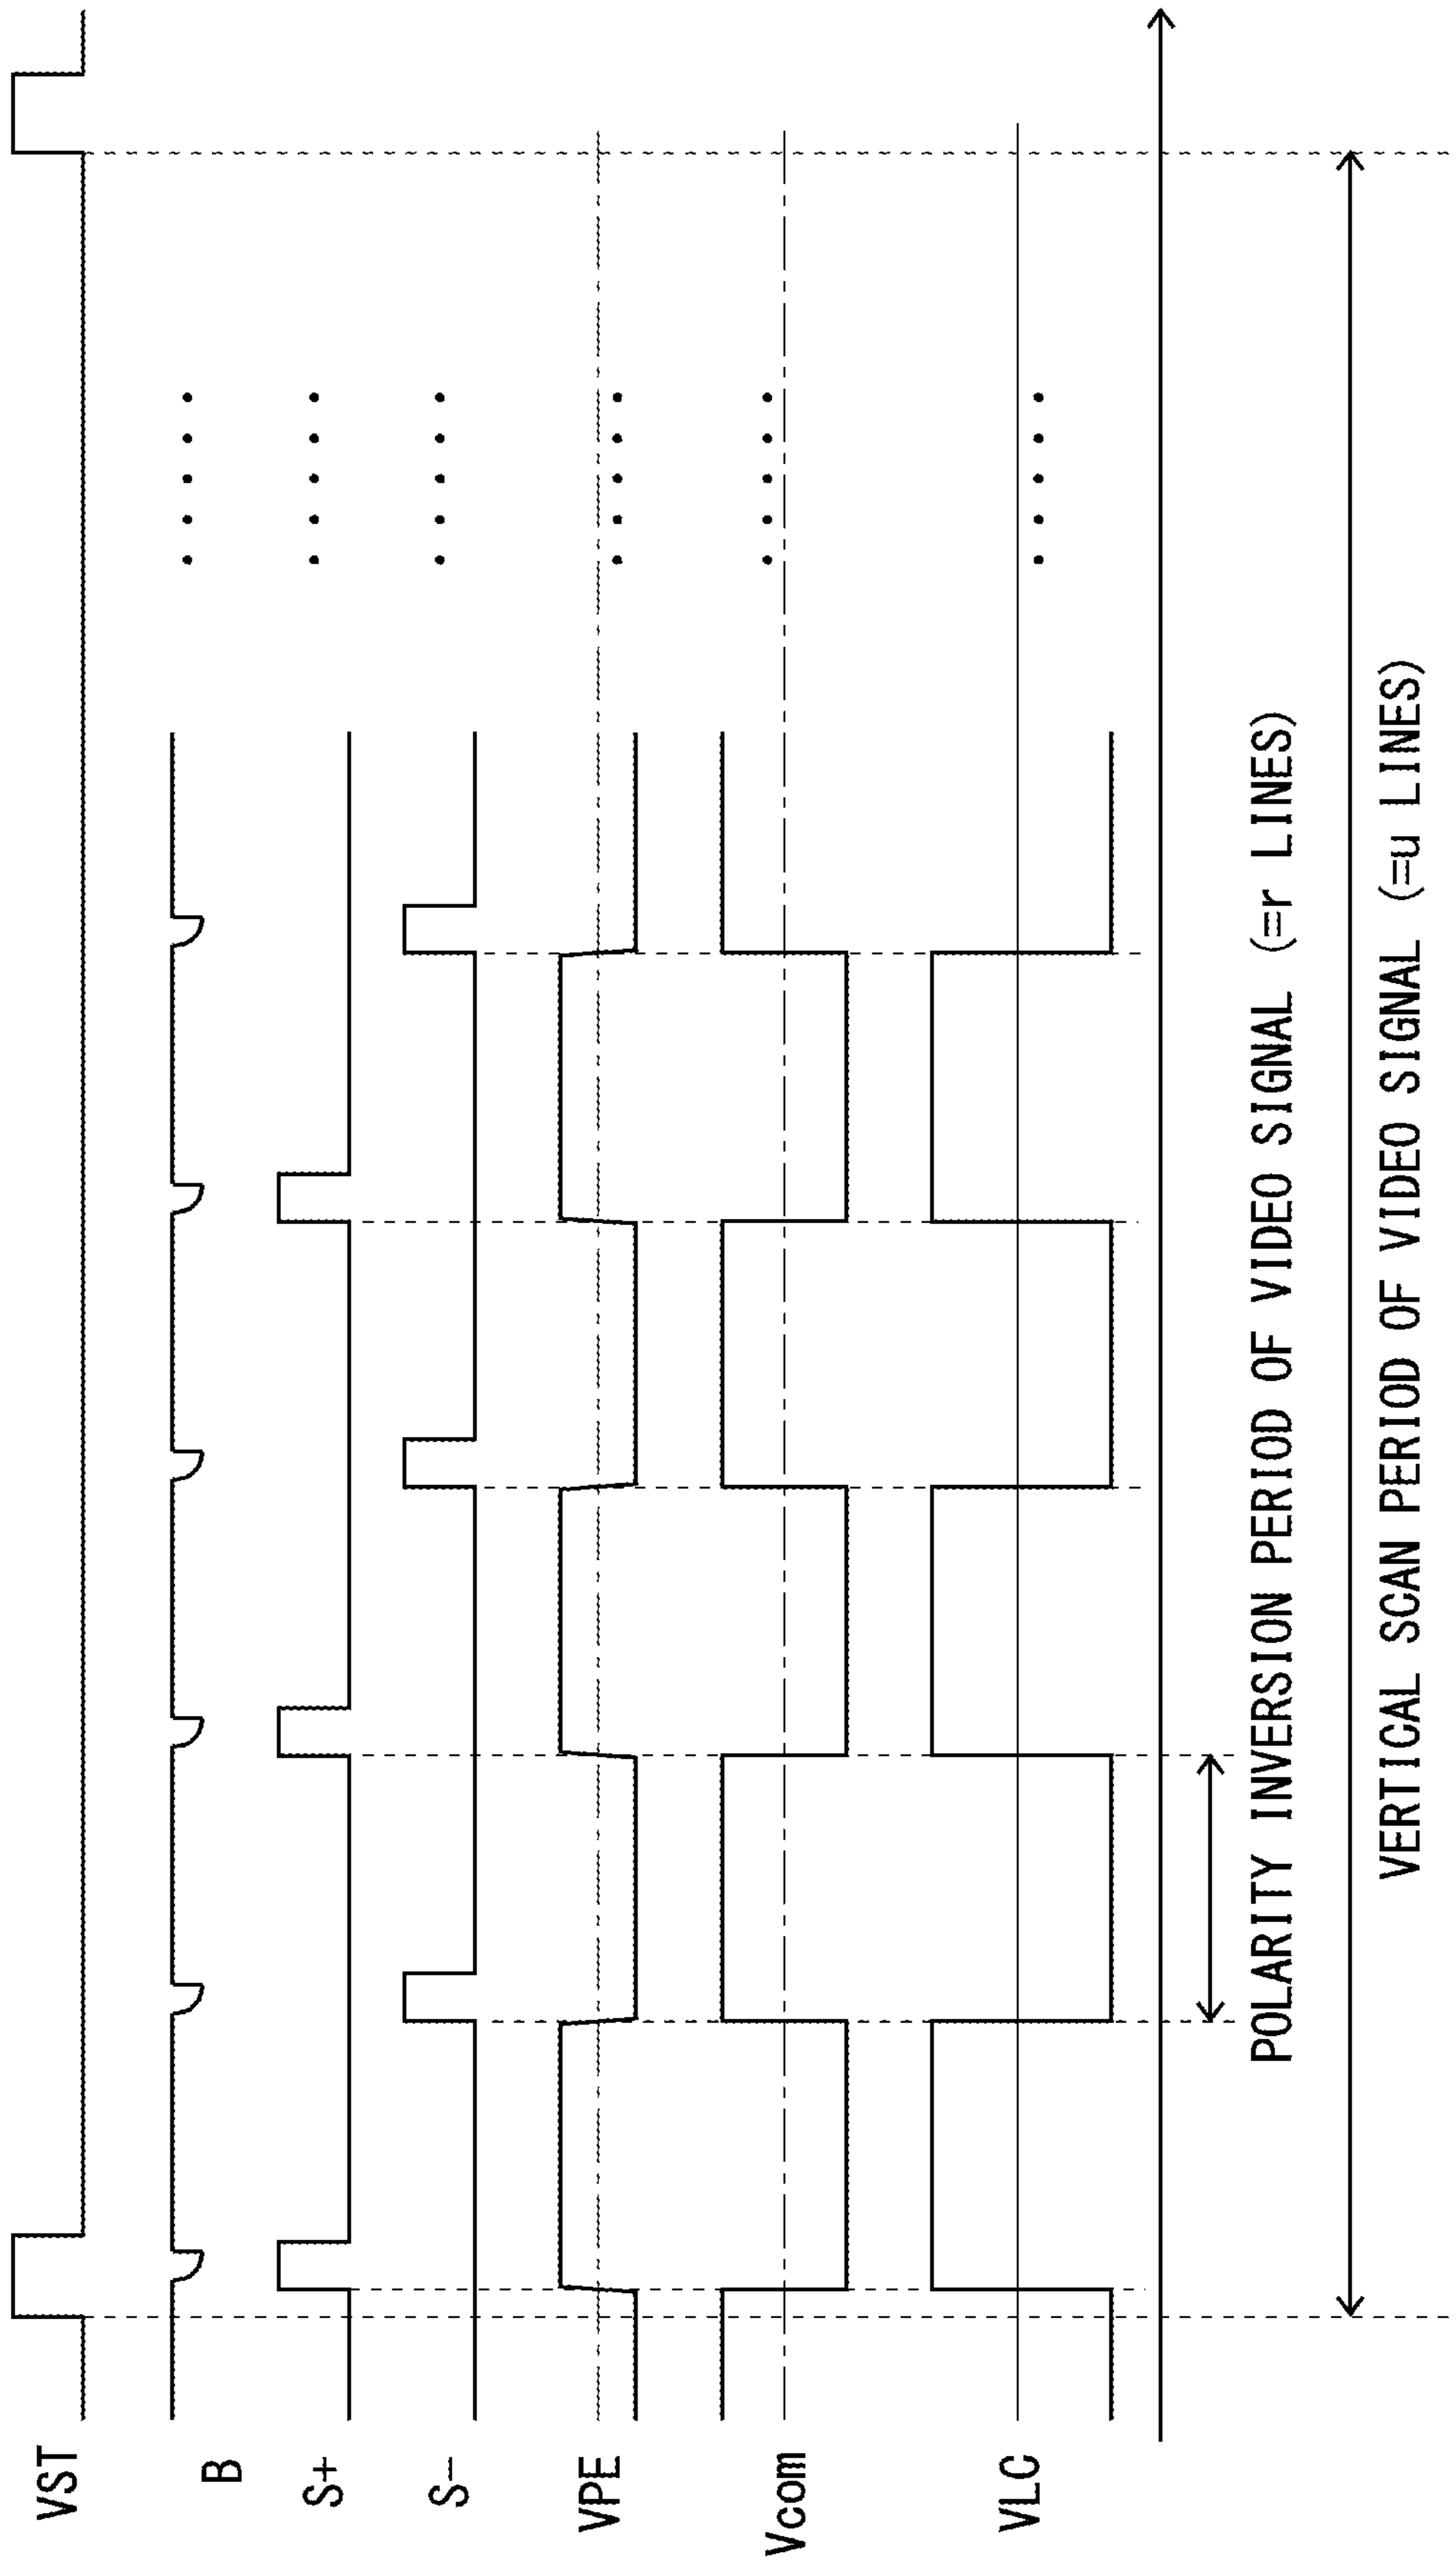 VST
B
S+
S-
VPE
Vcom
VLC
POLARITY INVERSION PERIOD OF VIDEO SIGNAL (=r LINES)
VERTICAL SCAN PERIOD OF VIDEO SIGNAL (=u LINES)